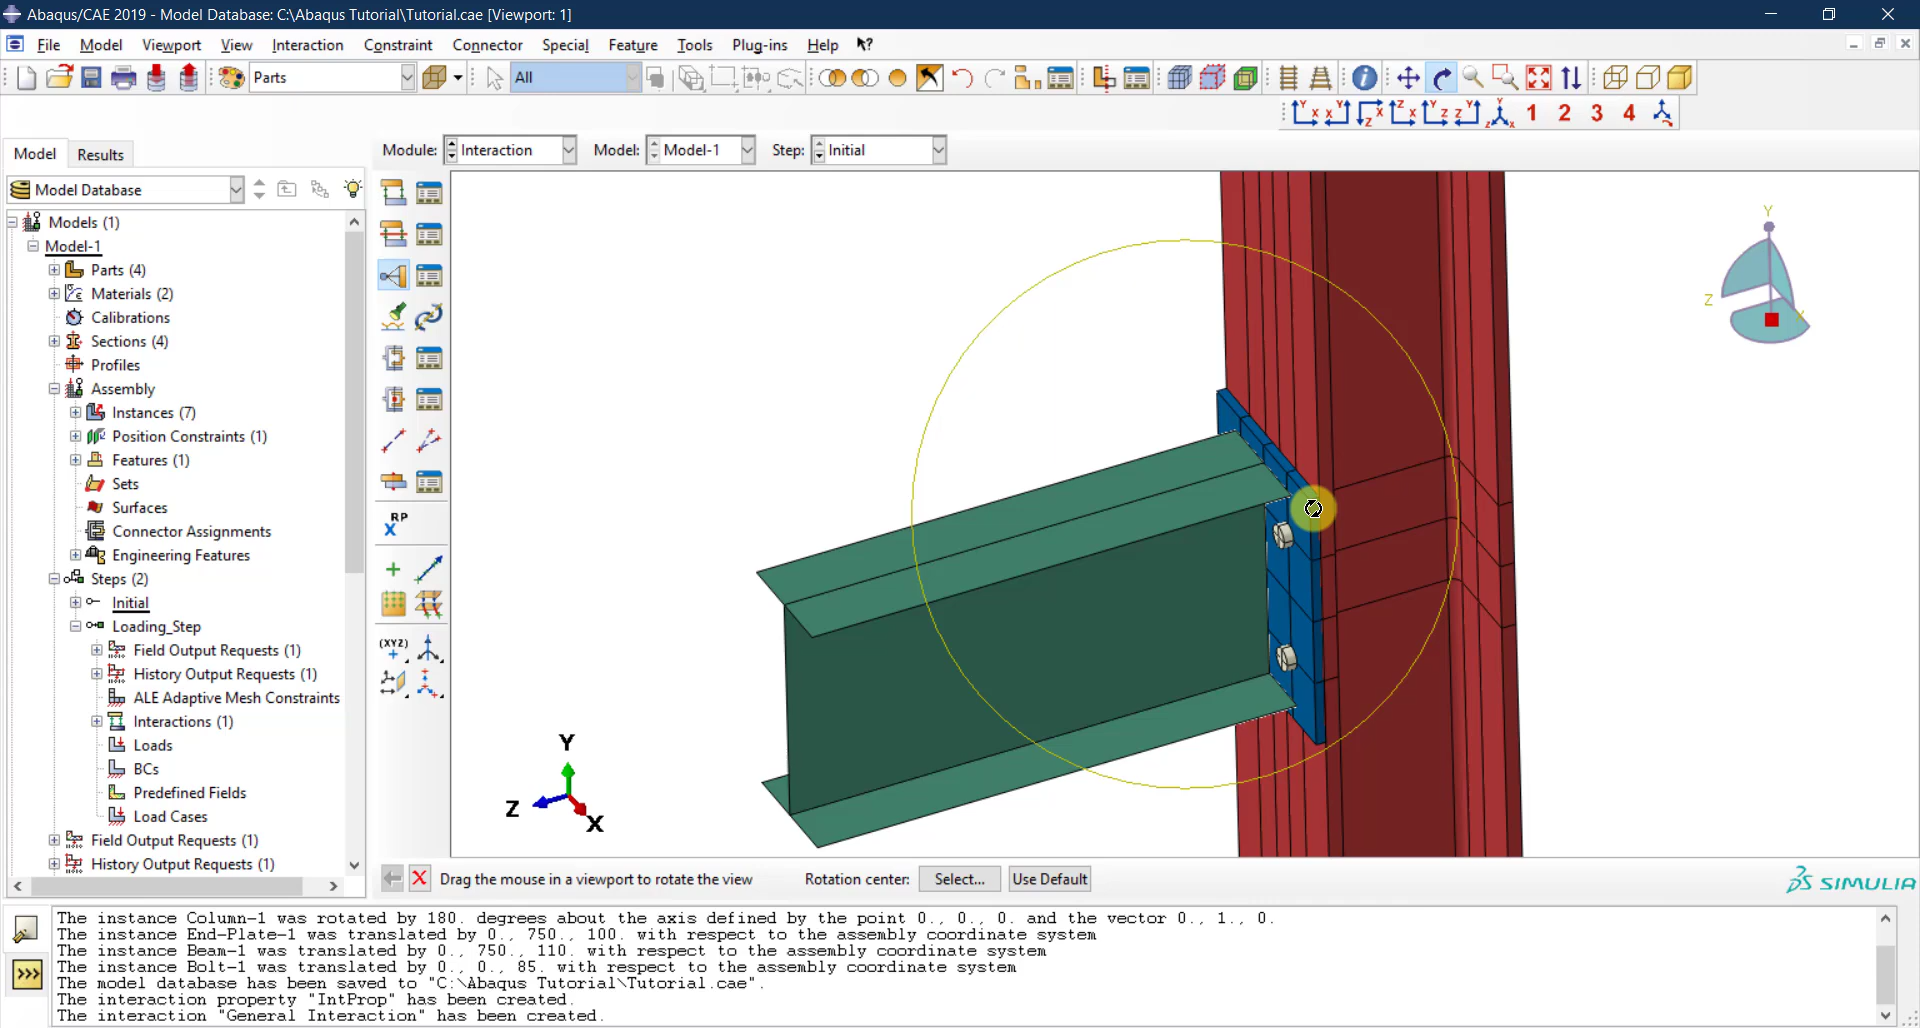 Abaqus/CAE 2019 - Model Database: C:\Abaqus Tutorial\Tutorial.cae [Viewport: 1]
File Model Viewport View Interaction Constraint Connector Special Feature Tools Plug-ins Help
Parts All
1 2 3 4
Model Results
Module: Interaction Model: Model-1 Step: Initial
Model Database
Models (1)
Model-1
Parts (4)
Materials (2)
Calibrations
Sections (4)
Profiles
Assembly
Instances (7)
Position Constraints (1)
Features (1)
Sets
Surfaces
Connector Assignments
Engineering Features
Steps (2)
Initial
Loading_Step
Field Output Requests (1)
History Output Requests (1)
ALE Adaptive Mesh Constraints
Interactions (1)
Loads
BCs
Predefined Fields
Load Cases
Field Output Requests (1)
History Output Requests (1)
RP
X
(XYZ)
Y
Z
X
Y
Z
X
Drag the mouse in a viewport to rotate the view Rotation center: Select... Use Default
SIMULIA
The instance Column-1 was rotated by 180. degrees about the axis defined by the point 0., 0., 0. and the vector 0., 1., 0.
The instance End-Plate-1 was translated by 0., 750., 100. with respect to the assembly coordinate system
The instance Beam-1 was translated by 0., 750., 110. with respect to the assembly coordinate system
The instance Bolt-1 was translated by 0., 0., 85. with respect to the assembly coordinate system
The model database has been saved to "C:\Abaqus Tutorial\Tutorial.cae".
The interaction property "IntProp" has been created.
The interaction "General Interaction" has been created.